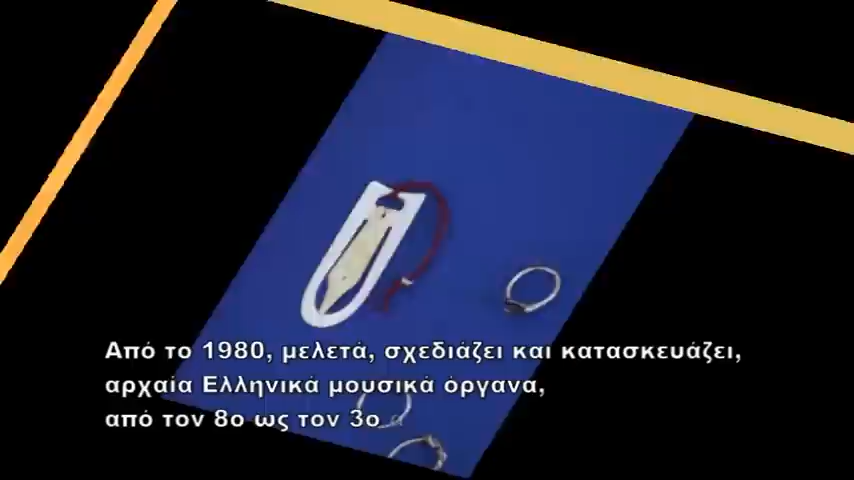 Από το 1980, μελετά, σχεδιάζει και κατασκευάζει,
αρχαία Ελληνικά μουσικά όργανα,
από τον 8ο ως τον 3ο α